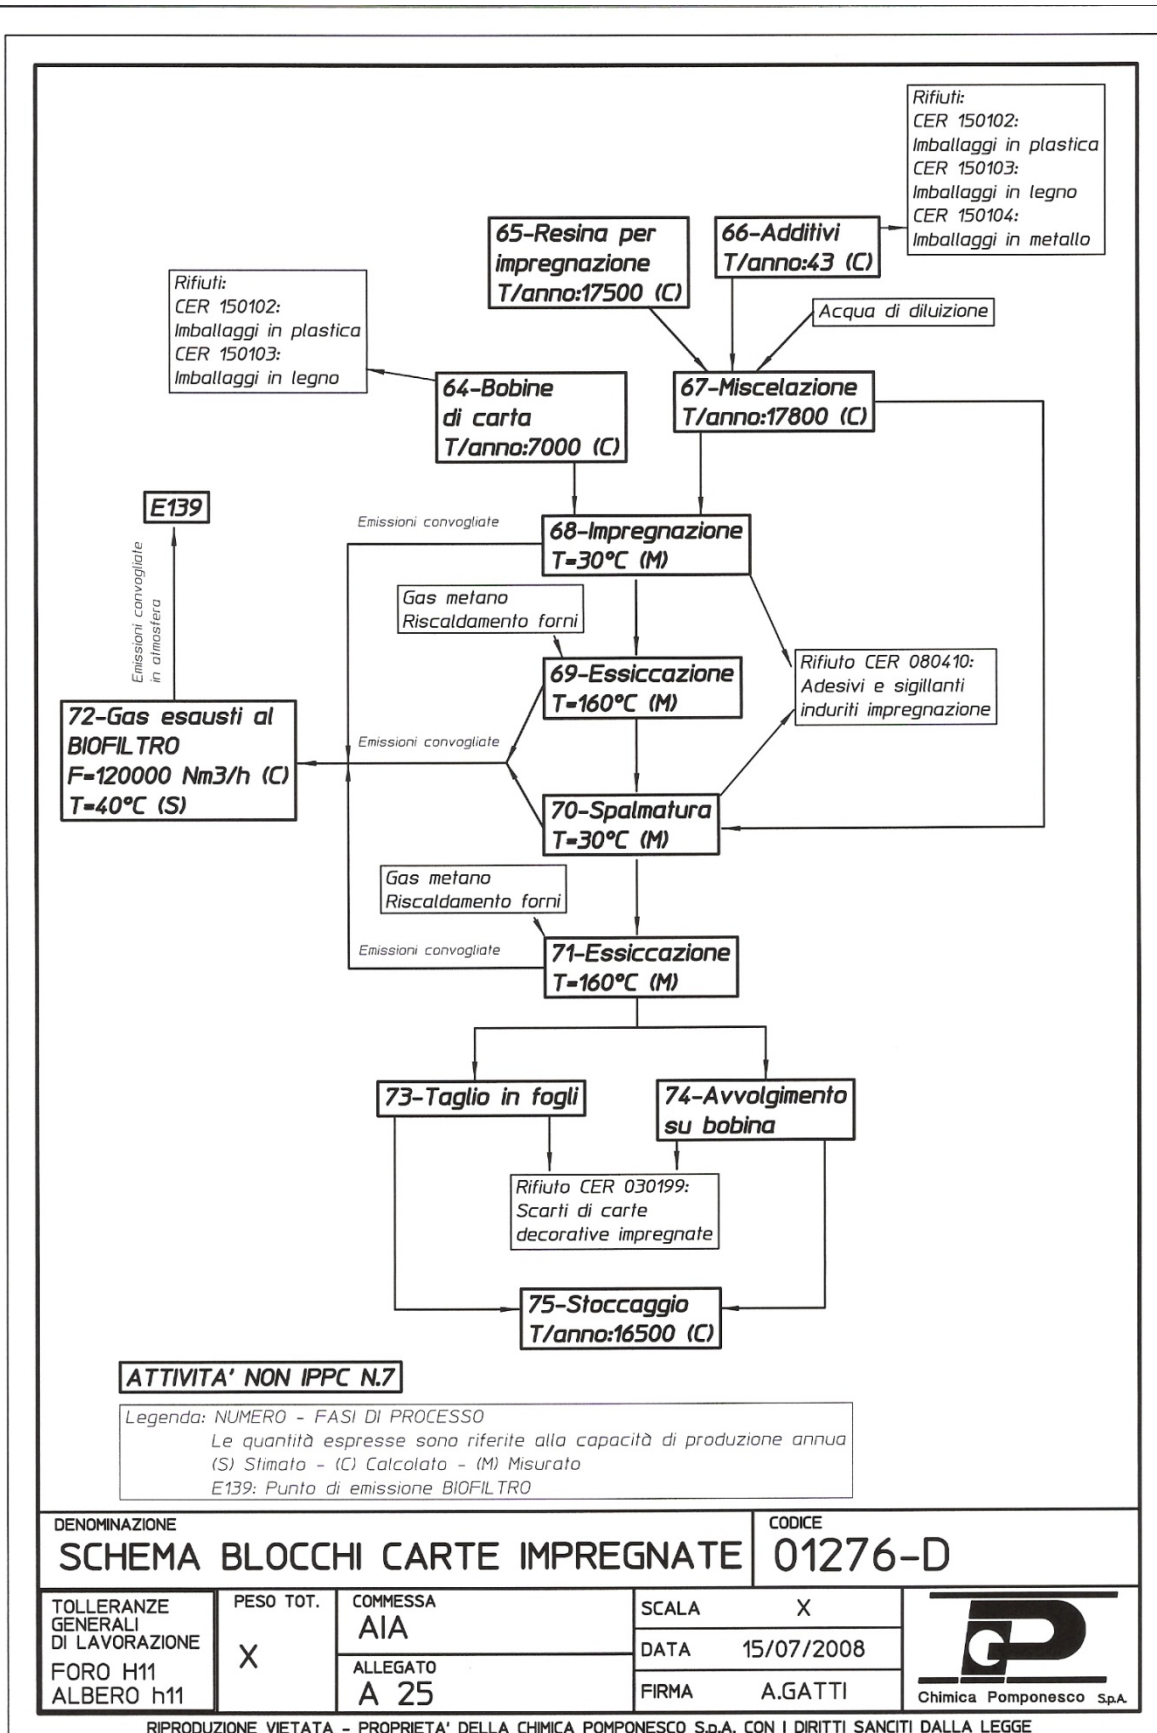 Rifiuti:
CER 150102:
Imballaggi in plastica
CER 150103:
Imballaggi in legno
CER 150104:
Imballaggi in metallo
65-Resina per
impregnazione
T/anno:17500 (C)
66-Additivi
T/anno:43 (C)
Rifiuti:
CER 150102:
Imballaggi in plastica
CER 150103:
Imballaggi in legno
Acqua di diluizione
64-Bobine
di carta
T/anno:7000 (C)
67-Miscelazione
T/anno:17800 (C)
E139
Emissioni convogliate
in atmosfera
Emissioni convogliate
68-Impregnazione
T=30°C (M)
Gas metano
Riscaldamento forni
69-Essiccazione
T=160°C (M)
Rifiuto CER 080410:
Adesivi e sigillanti
induriti impregnazione
72-Gas esausti al
BIOFILTRO
F=120000 Nm3/h (C)
T=40°C (S)
Emissioni convogliate
70-Spalmatura
T=30°C (M)
Gas metano
Riscaldamento forni
Emissioni convogliate
71-Essiccazione
T=160°C (M)
73-Taglio in fogli
74-Avvolgimento
su bobina
Rifiuto CER 030199:
Scarti di carte
decorative impregnate
75-Stoccaggio
T/anno:16500 (C)
ATTIVITA' NON IPPC N.7
Legenda: NUMERO - FASI DI PROCESSO
Le quantità espresse sono riferite alla capacità di produzione annua
(S) Stimato - (C) Calcolato - (M) Misurato
E139: Punto di emissione BIOFILTRO
DENOMINAZIONE
SCHEMA BLOCCHI CARTE IMPREGNATE
CODICE
01276-D
TOLLERANZE
GENERALI
DI LAVORAZIONE
FORO H11
ALBERO h11
PESO TOT.
X
COMMESSA
AIA
ALLEGATO
A 25
SCALA X
DATA 15/07/2008
FIRMA A.GATTI
Chimica Pomponesco S.p.A.
RIPRODUZIONE VIETATA - PROPRIETA' DELLA CHIMICA POMPONESCO S.p.A. CON I DIRITTI SANCITI DALLA LEGGE